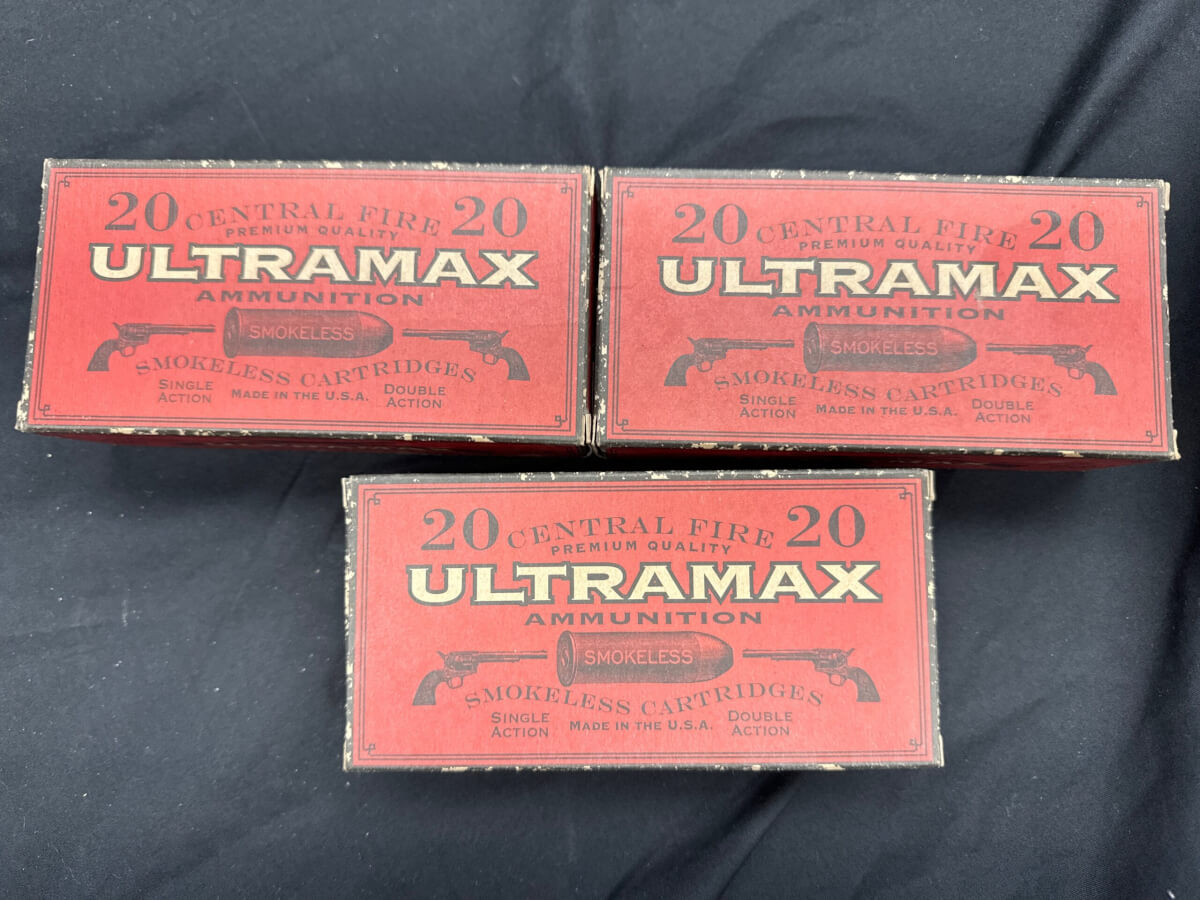 20 CENTRAL FIRE 20
PREMIUM QUALITY
ULTRAMAX
AMMUNITION
SMOKELESS
SMOKELESS CARTRIDGES
SINGLE ACTION MADE IN THE U.S.A. DOUBLE ACTION
20 CENTRAL FIRE 20
PREMIUM QUALITY
ULTRAMAX
AMMUNITION
SMOKELESS
SMOKELESS CARTRIDGES
SINGLE ACTION MADE IN THE U.S.A. DOUBLE ACTION
20 CENTRAL FIRE 20
PREMIUM QUALITY
ULTRAMAX
AMMUNITION
SMOKELESS
SMOKELESS CARTRIDGES
SINGLE ACTION MADE IN THE U.S.A. DOUBLE ACTION